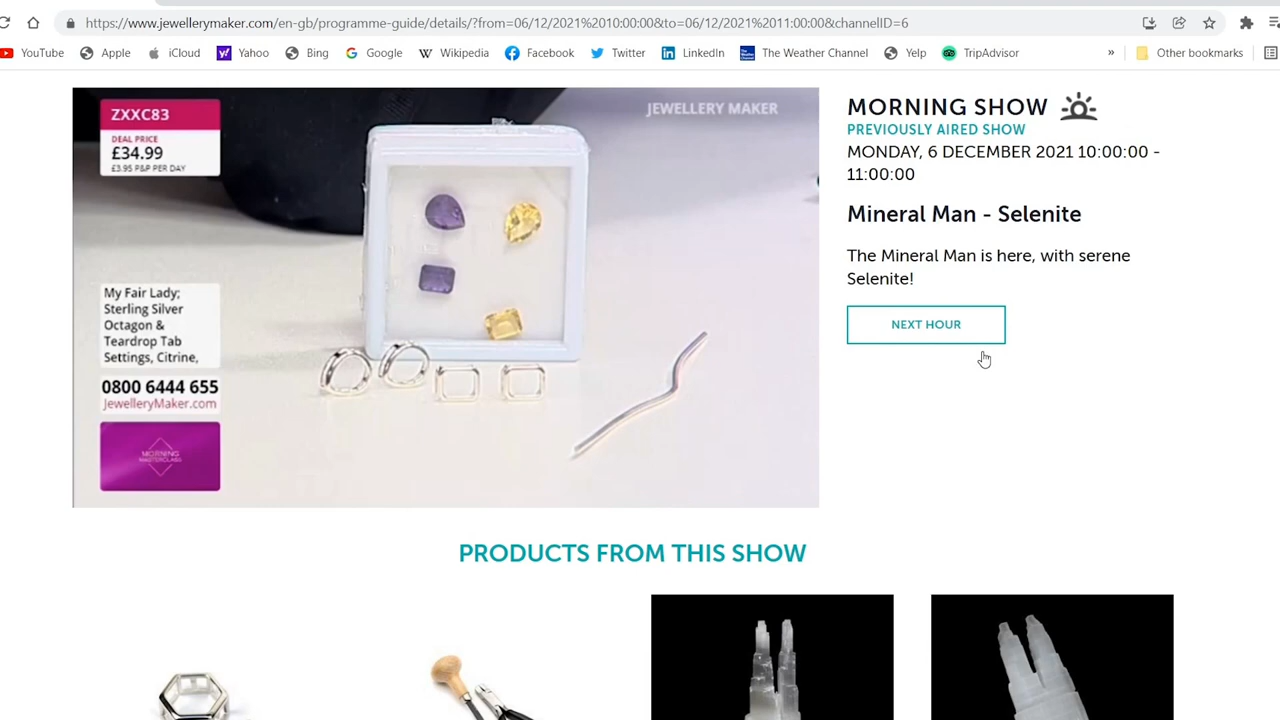 https://www.jewellerymaker.com/en-gb/programme-guide/details/?from=06/12/2021%2010:00:00&to=06/12/2021%2011:00:00&channelID=6
YouTube Apple iCloud Yahoo Bing Google Wikipedia Facebook Twitter LinkedIn The Weather Channel Yelp TripAdvisor » Other bookmarks
ZXXC83
DEAL PRICE
£34.99
£3.95 P&P PER DAY
JEWELLERY MAKER
My Fair Lady;
Sterling Silver
Octagon &
Teardrop Tab
Settings, Citrine,
0800 6444 655
JewelleryMaker.com
MORNING
MASTERCLASS
MORNING SHOW
PREVIOUSLY AIRED SHOW
MONDAY, 6 DECEMBER 2021 10:00:00 -
11:00:00
Mineral Man - Selenite
The Mineral Man is here, with serene
Selenite!
NEXT HOUR
PRODUCTS FROM THIS SHOW